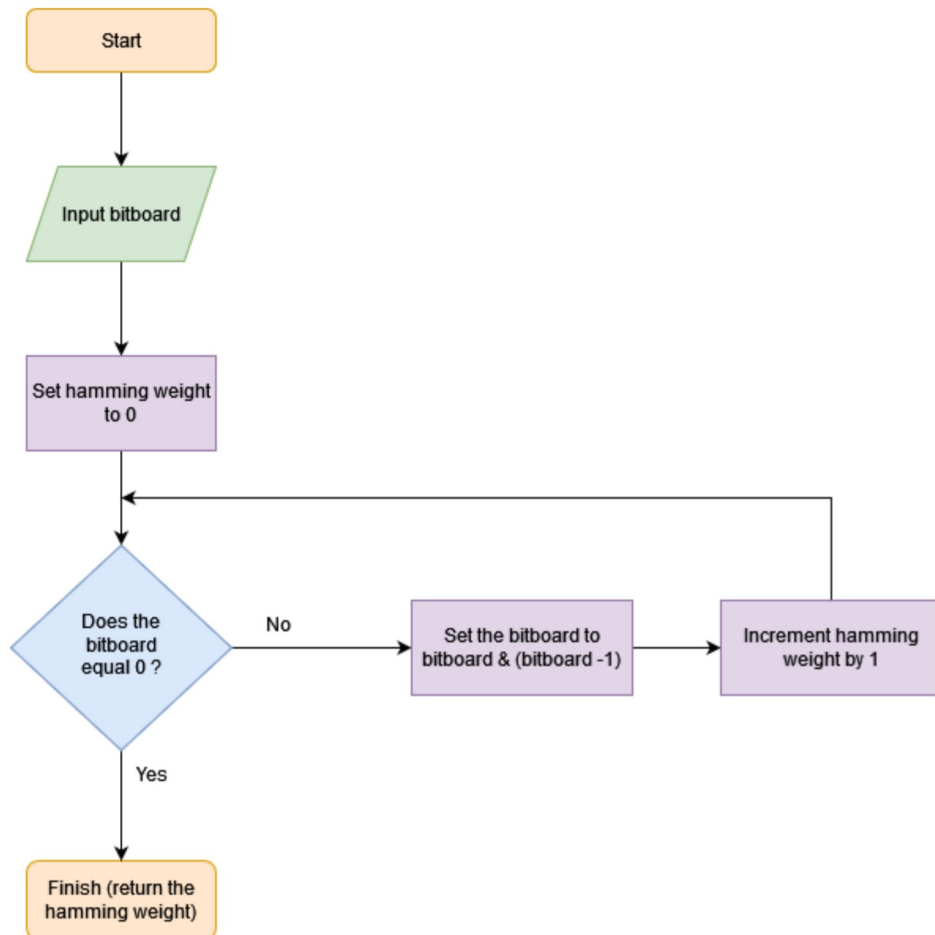 Start
Input bitboard
Set hamming weight
to 0
Does the
bitboard
equal 0 ?
No
Set the bitboard to
bitboard & (bitboard -1)
Increment hamming
weight by 1
Yes
Finish (return the
hamming weight)